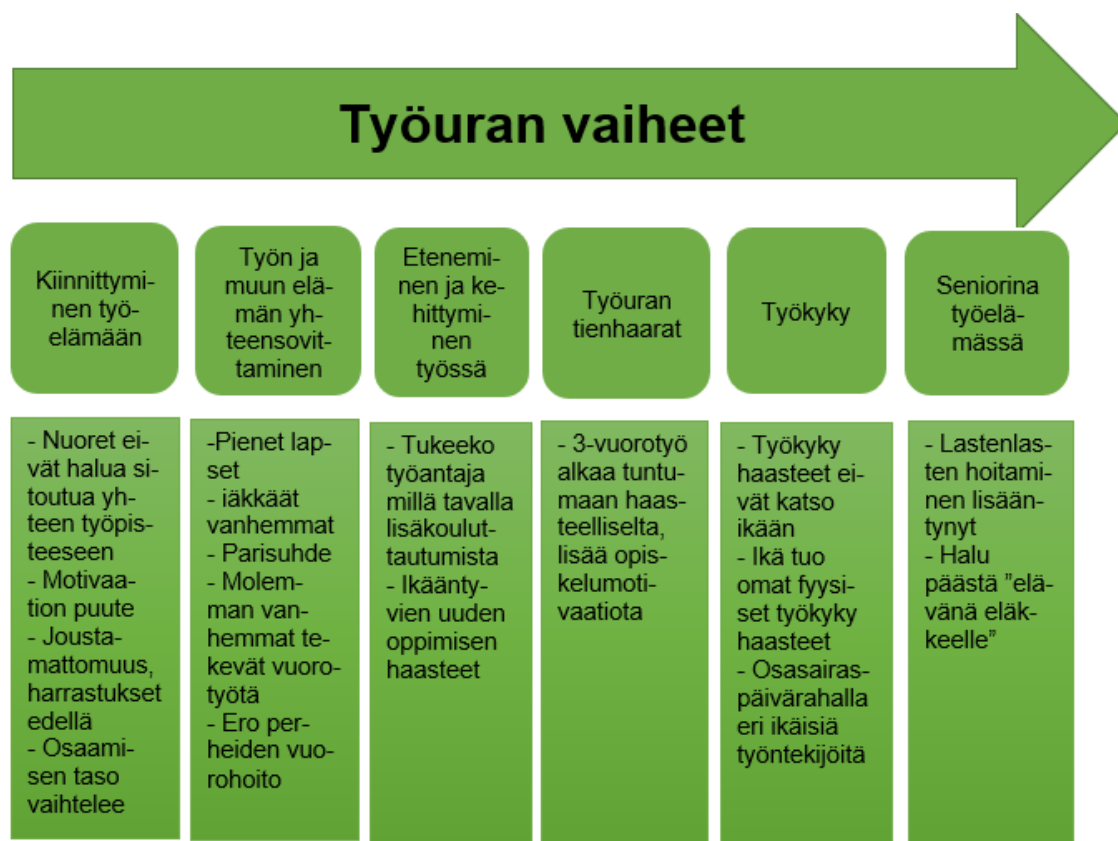 Työuran vaiheet
Kiinnittymi-
nen työ-
elämään
Työn ja
muun elä-
män yh-
teensovit-
taminen
Etenemi-
nen ja ke-
hittymi-
nen
työssä
Työuran
tienhaarat
Työkyky
Seniorina
työelä-
mässä
- Nuoret ei-
vät halua si-
toutua yh-
teen työpis-
teeseen
- Motivaa-
tion puute
- Jousta-
mattomuus,
harrastukset
edellä
- Osaami-
sen taso
vaihtelee
-Pienet lap-
set
- iäkkäät
vanhemmat
- Parisuhde
- Molem-
man van-
hemmat te-
kevät vuoro-
työtä
- Ero per-
heiden vuo-
rohoito
- Tukeeko
työantaja
millä tavalla
lisäkoulut-
tautumista
- Ikäänty-
vien uuden
oppimisen
haasteet
- 3-vuorotyö
alkaa tuntu-
maan haas-
teelliselta,
lisää opis-
kelumoti-
vaatiota
- Työkyky
haasteet ei-
vät katso
ikään
- Ikä tuo
omat fyysi-
set työkyky
haasteet
- Osasairas-
päivärahalla
eri ikäisiä
työntekijöitä
- Lastenlas-
ten hoitami-
nen lisään-
tynyt
- Halu
päästä ”elä-
vänä eläk-
keelle”